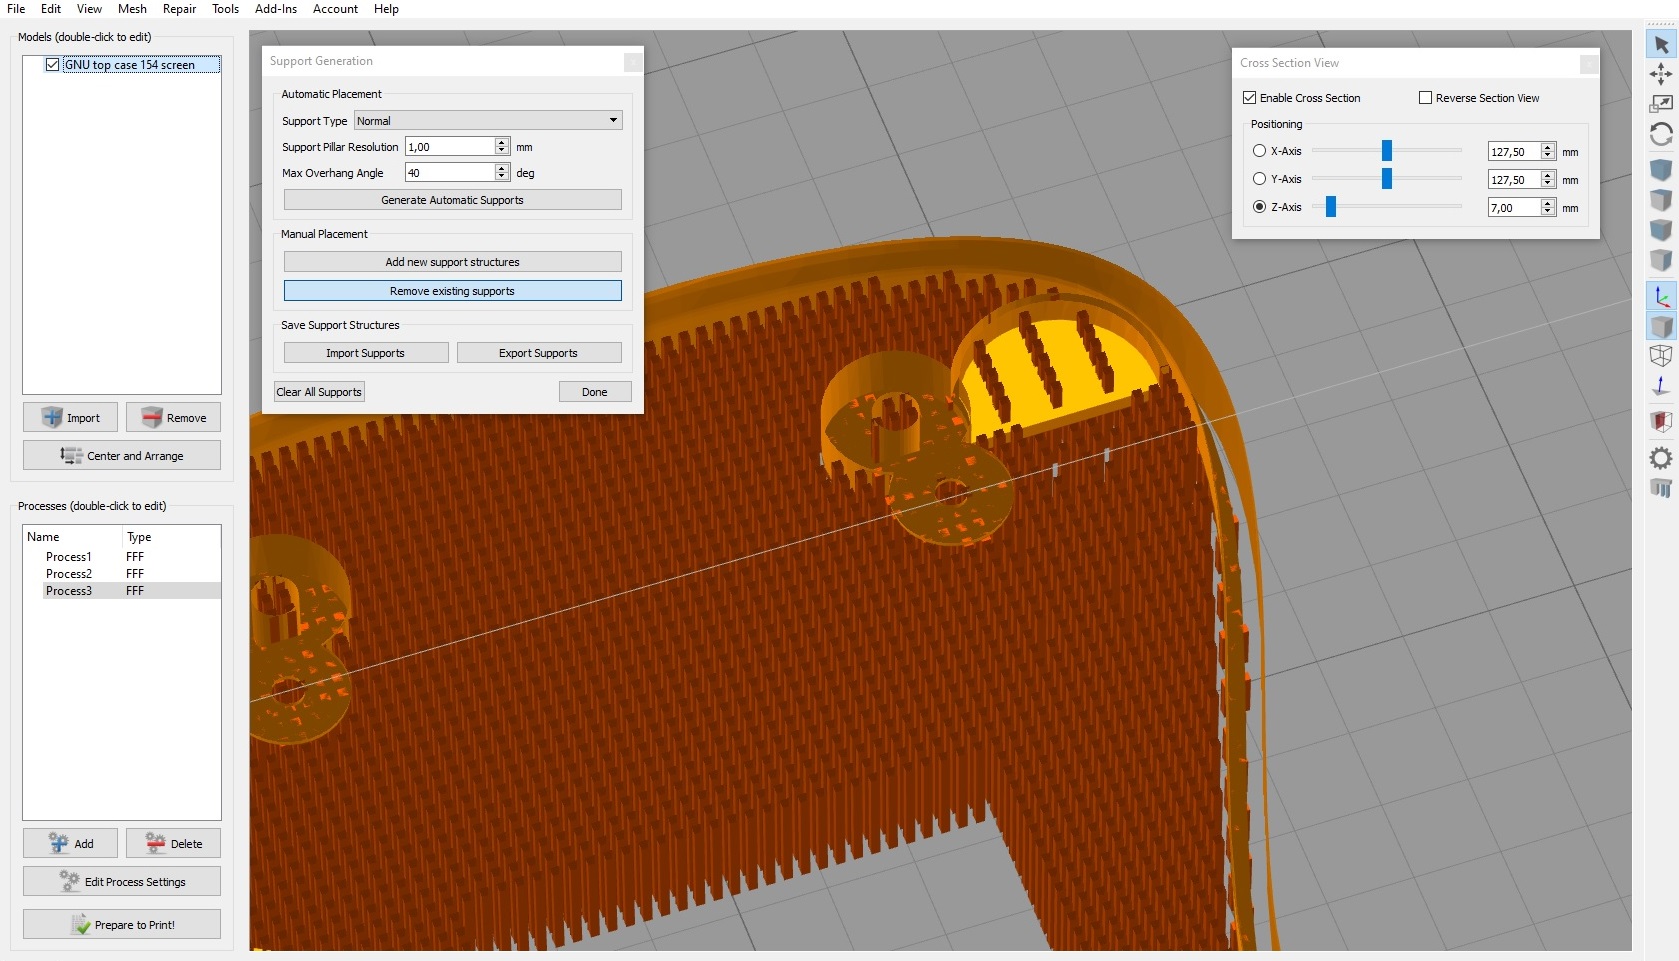 File Edit View Mesh Repair Tools Add-Ins Account Help
Models (double-click to edit)
GNU top case 154 screen
Import Remove
Center and Arrange
Processes (double-click to edit)
Name Type
Process1 FFF
Process2 FFF
Process3 FFF
Add Delete
Edit Process Settings
Prepare to Print!
Support Generation
Automatic Placement
Support Type Normal
Support Pillar Resolution 1,00 mm
Max Overhang Angle 40 deg
Generate Automatic Supports
Manual Placement
Add new support structures
Remove existing supports
Save Support Structures
Import Supports Export Supports
Clear All Supports Done
Cross Section View
Enable Cross Section Reverse Section View
Positioning
X-Axis 127,50 mm
Y-Axis 127,50 mm
Z-Axis 7,00 mm